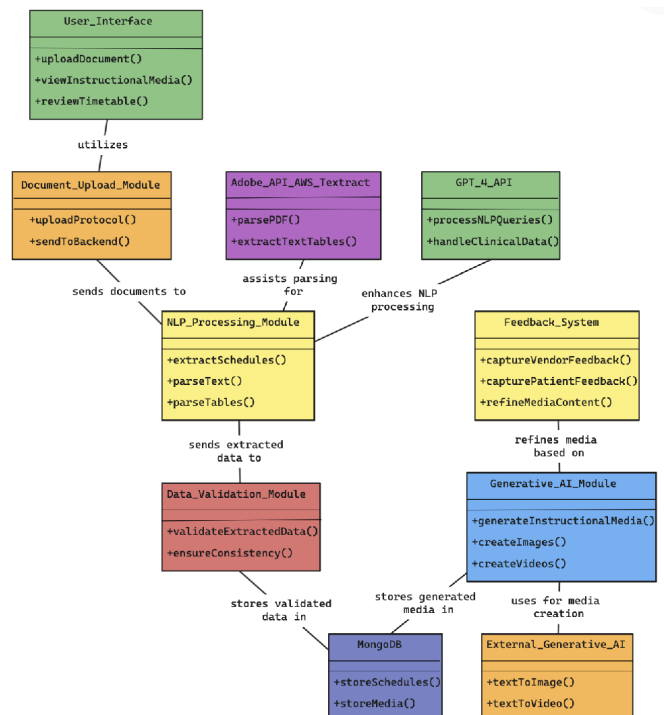 User_Interface
+uploadDocument()
+viewInstructionalMedia()
+reviewTimetable()
utilizes
Document_Upload_Module
+uploadProtocol()
+sendToBackend()
Adobe_API_AWS_Textract
+parsePDF()
+extractTextTables()
GPT_4_API
+processNLPQueries()
+handleClinicalData()
sends documents to
assists parsing
for
enhances NLP
processing
NLP_Processing_Module
+extractSchedules()
+parseText()
+parseTables()
Feedback_System
+captureVendorFeedback()
+capturePatientFeedback()
+refineMediaContent()
sends extracted
data to
refines media
based on
Data_Validation_Module
+validateExtractedData()
+ensureConsistency()
Generative_AI_Module
+generateInstructionalMedia()
+createImages()
+createVideos()
stores validated
data in
stores generated
media in
uses for media
creation
MongoDB
+storeSchedules()
+storeMedia()
External_Generative_AI
+textToImage()
+textToVideo()